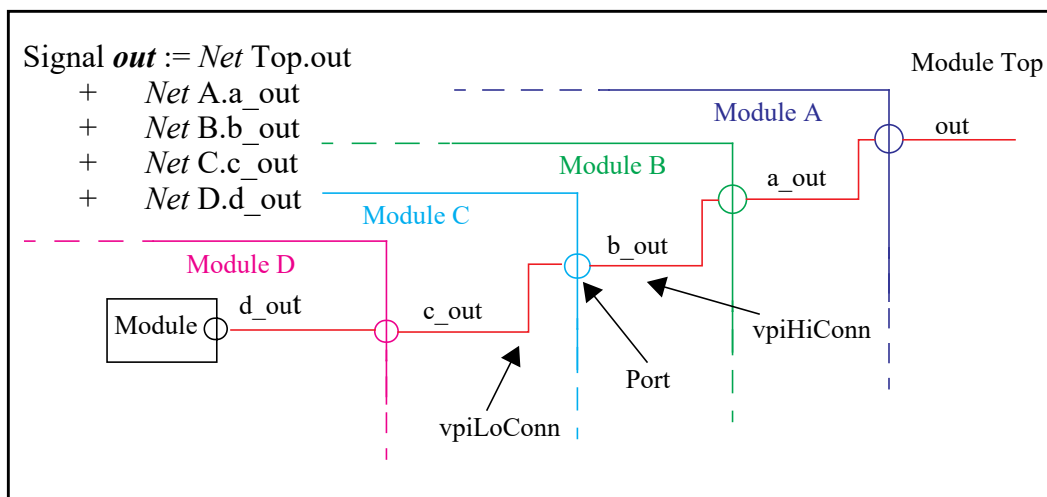 Signal out := Net Top.out
+ Net A.a_out
+ Net B.b_out
+ Net C.c_out
+ Net D.d_out
Module Top
Module A
out
Module B
a_out
Module C
b_out
Module D
d_out
c_out
Module
vpiHiConn
Port
vpiLoConn